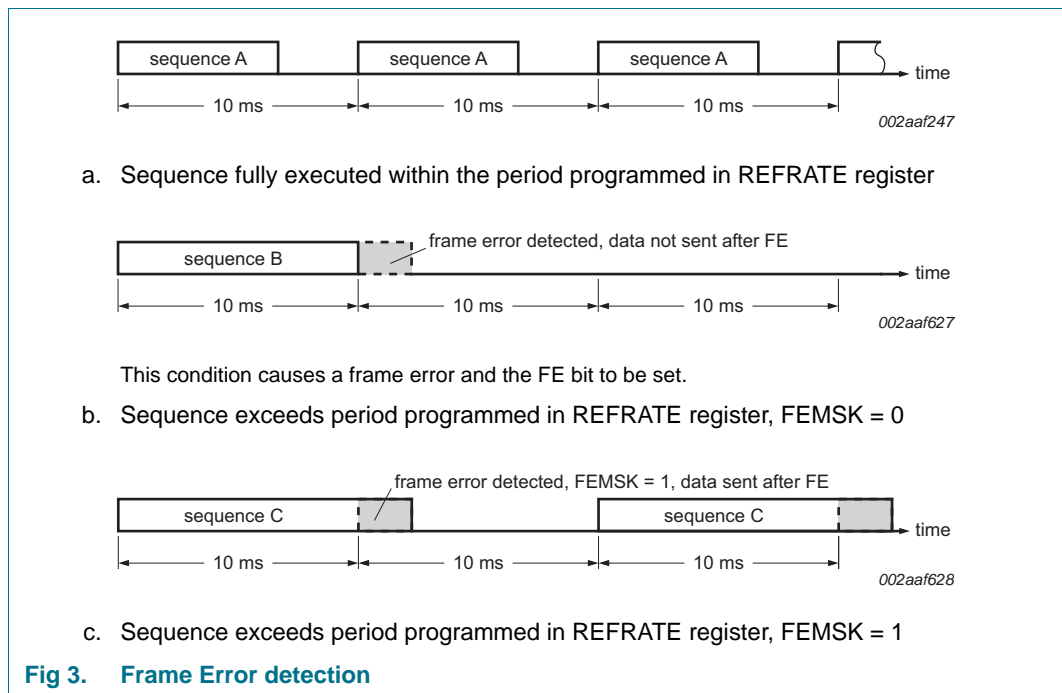 sequence A
sequence A
sequence A
time
10 ms
10 ms
10 ms
002aaf247
a. Sequence fully executed within the period programmed in REFRATE register
frame error detected, data not sent after FE
sequence B
time
10 ms
10 ms
10 ms
002aaf627
This condition causes a frame error and the FE bit to be set.
b. Sequence exceeds period programmed in REFRATE register, FEMSK = 0
frame error detected, FEMSK = 1, data sent after FE
sequence C
sequence C
time
10 ms
10 ms
10 ms
002aaf628
c. Sequence exceeds period programmed in REFRATE register, FEMSK = 1
Fig 3. Frame Error detection